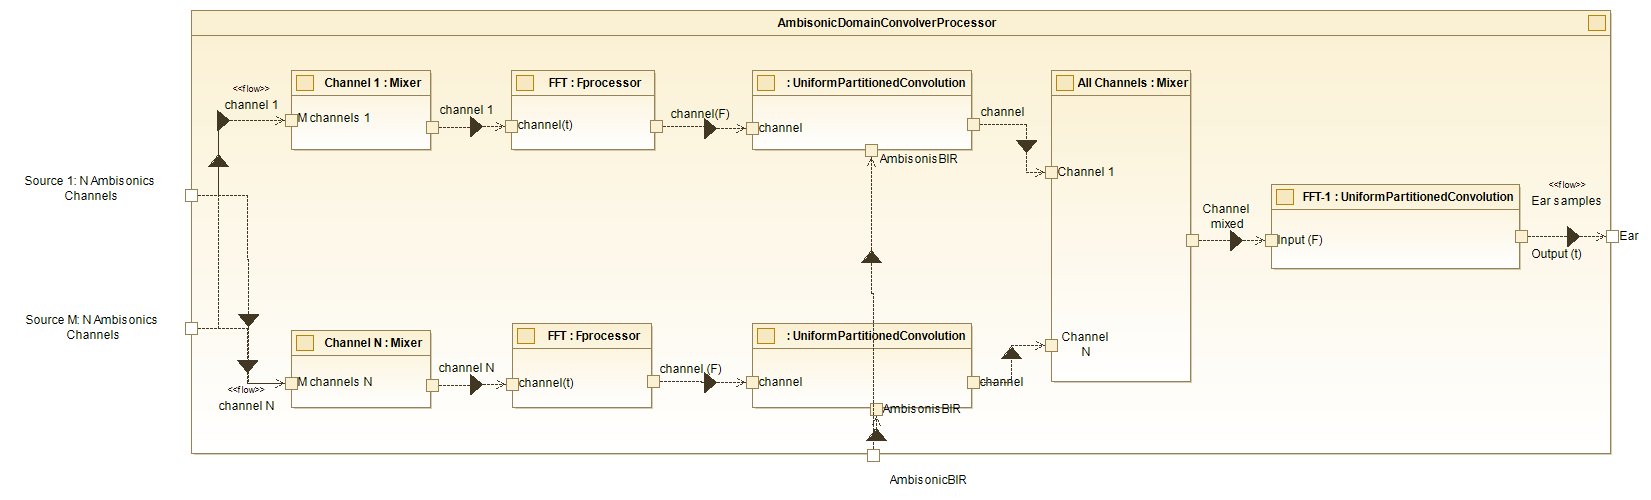 AmbisonicDomainConvolverProcessor
<<flow>>
channel 1
Channel 1 : Mixer
M channels 1
channel 1
FFT : Fprocessor
channel(t)
channel(F)
: UniformPartitionedConvolution
channel
AmbisonisBIR
channel
All Channels : Mixer
Channel 1
Channel
N
Source 1: N Ambisonics
Channels
Source M: N Ambisonics
Channels
<<flow>>
channel N
Channel N : Mixer
M channels N
channel N
FFT : Fprocessor
channel(t)
channel (F)
: UniformPartitionedConvolution
channel
AmbisonisBIR
channel
AmbisonicBIR
Channel
mixed
FFT-1 : UniformPartitionedConvolution
Input (F)
<<flow>>
Ear samples
Output (t)
Ear